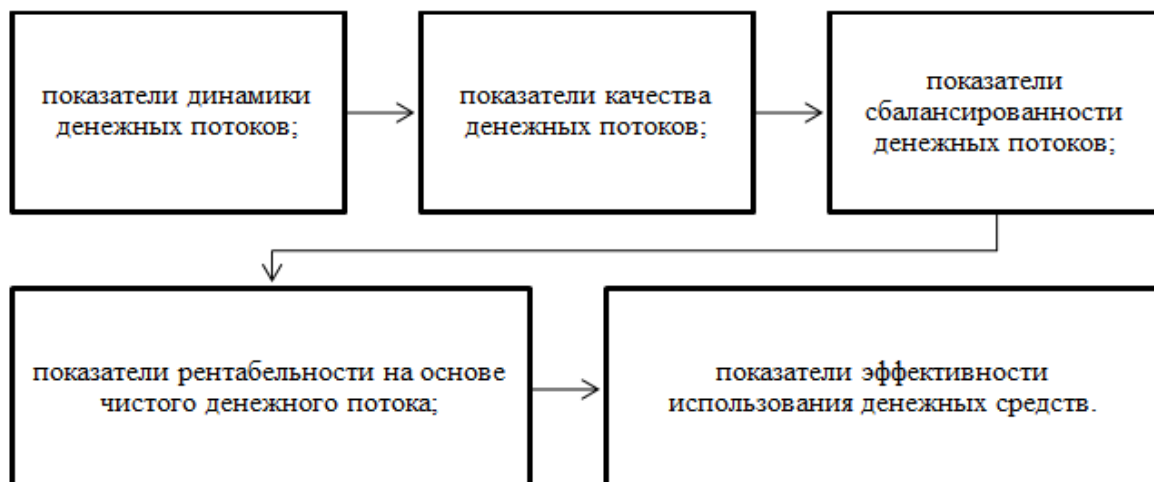 показатели динамики
денежных потоков;
показатели качества
денежных потоков;
показатели
сбалансированности
денежных потоков;
показатели рентабельности на основе
чистого денежного потока;
показатели эффективности
использования денежных средств.